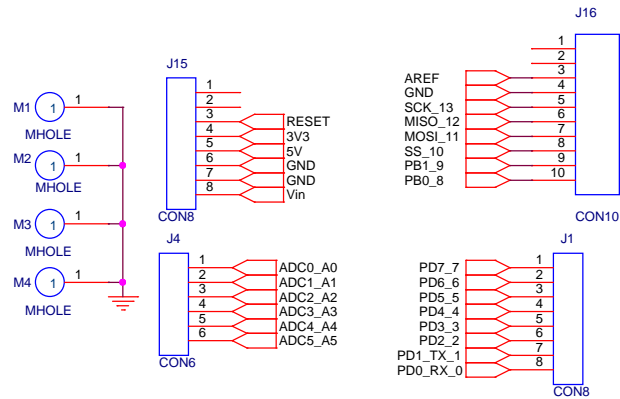 M1
1
1
MHOLE
M2
1
1
MHOLE
M3
1
1
MHOLE
M4
1
1
MHOLE
J15
1
2
3 RESET
4 3V3
5 5V
6 GND
7 GND
8 Vin
CON8
J16
1
2
AREF 3
GND 4
SCK_13 5
MISO_12 6
MOSI_11 7
SS_10 8
PB1_9 9
PB0_8 10
CON10
J4
1 ADC0_A0
2 ADC1_A1
3 ADC2_A2
4 ADC3_A3
5 ADC4_A4
6 ADC5_A5
CON6
J1
PD7_7 1
PD6_6 2
PD5_5 3
PD4_4 4
PD3_3 5
PD2_2 6
PD1_TX_1 7
PD0_RX_0 8
CON8